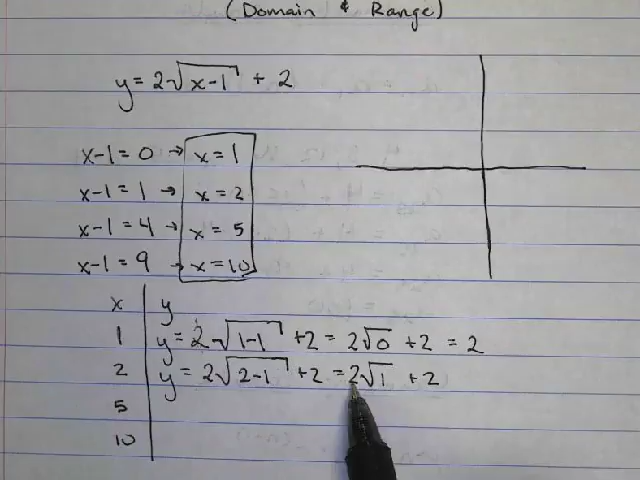 (Domain & Range)
y = 2√(x-1) + 2
x-1 = 0 → x = 1
x-1 = 1 → x = 2
x-1 = 4 → x = 5
x-1 = 9 → x = 10
x y
1 y = 2√(1-1) + 2 = 2√0 + 2 = 2
2 y = 2√(2-1) + 2 = 2√1 + 2
5
10